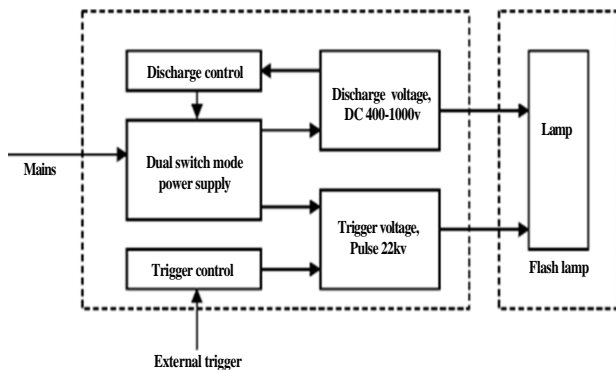 Discharge control
Discharge voltage,
DC 400-1000v
Lamp
Mains
Dual switch mode
power supply
Trigger voltage,
Pulse 22kv
Trigger control
Flash lamp
External trigger